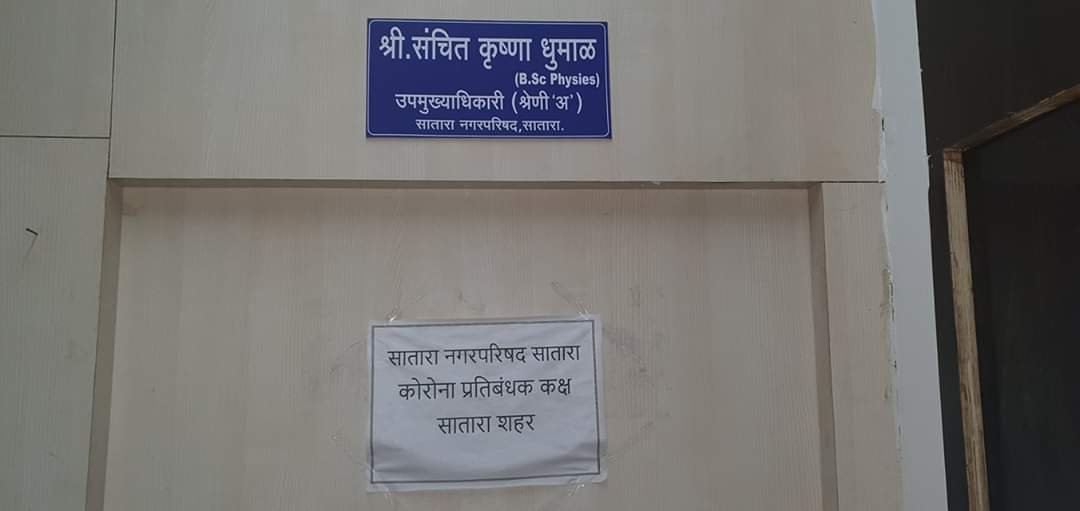 श्री.संचित कृष्णा धुमाळ
(B.Sc Physies)
उपमुख्याधिकारी (श्रेणी 'अ')
सातारा नगरपरिषद,सातारा.
सातारा नगरपरिषद सातारा
कोरोना प्रतिबंधक कक्ष
सातारा शहर